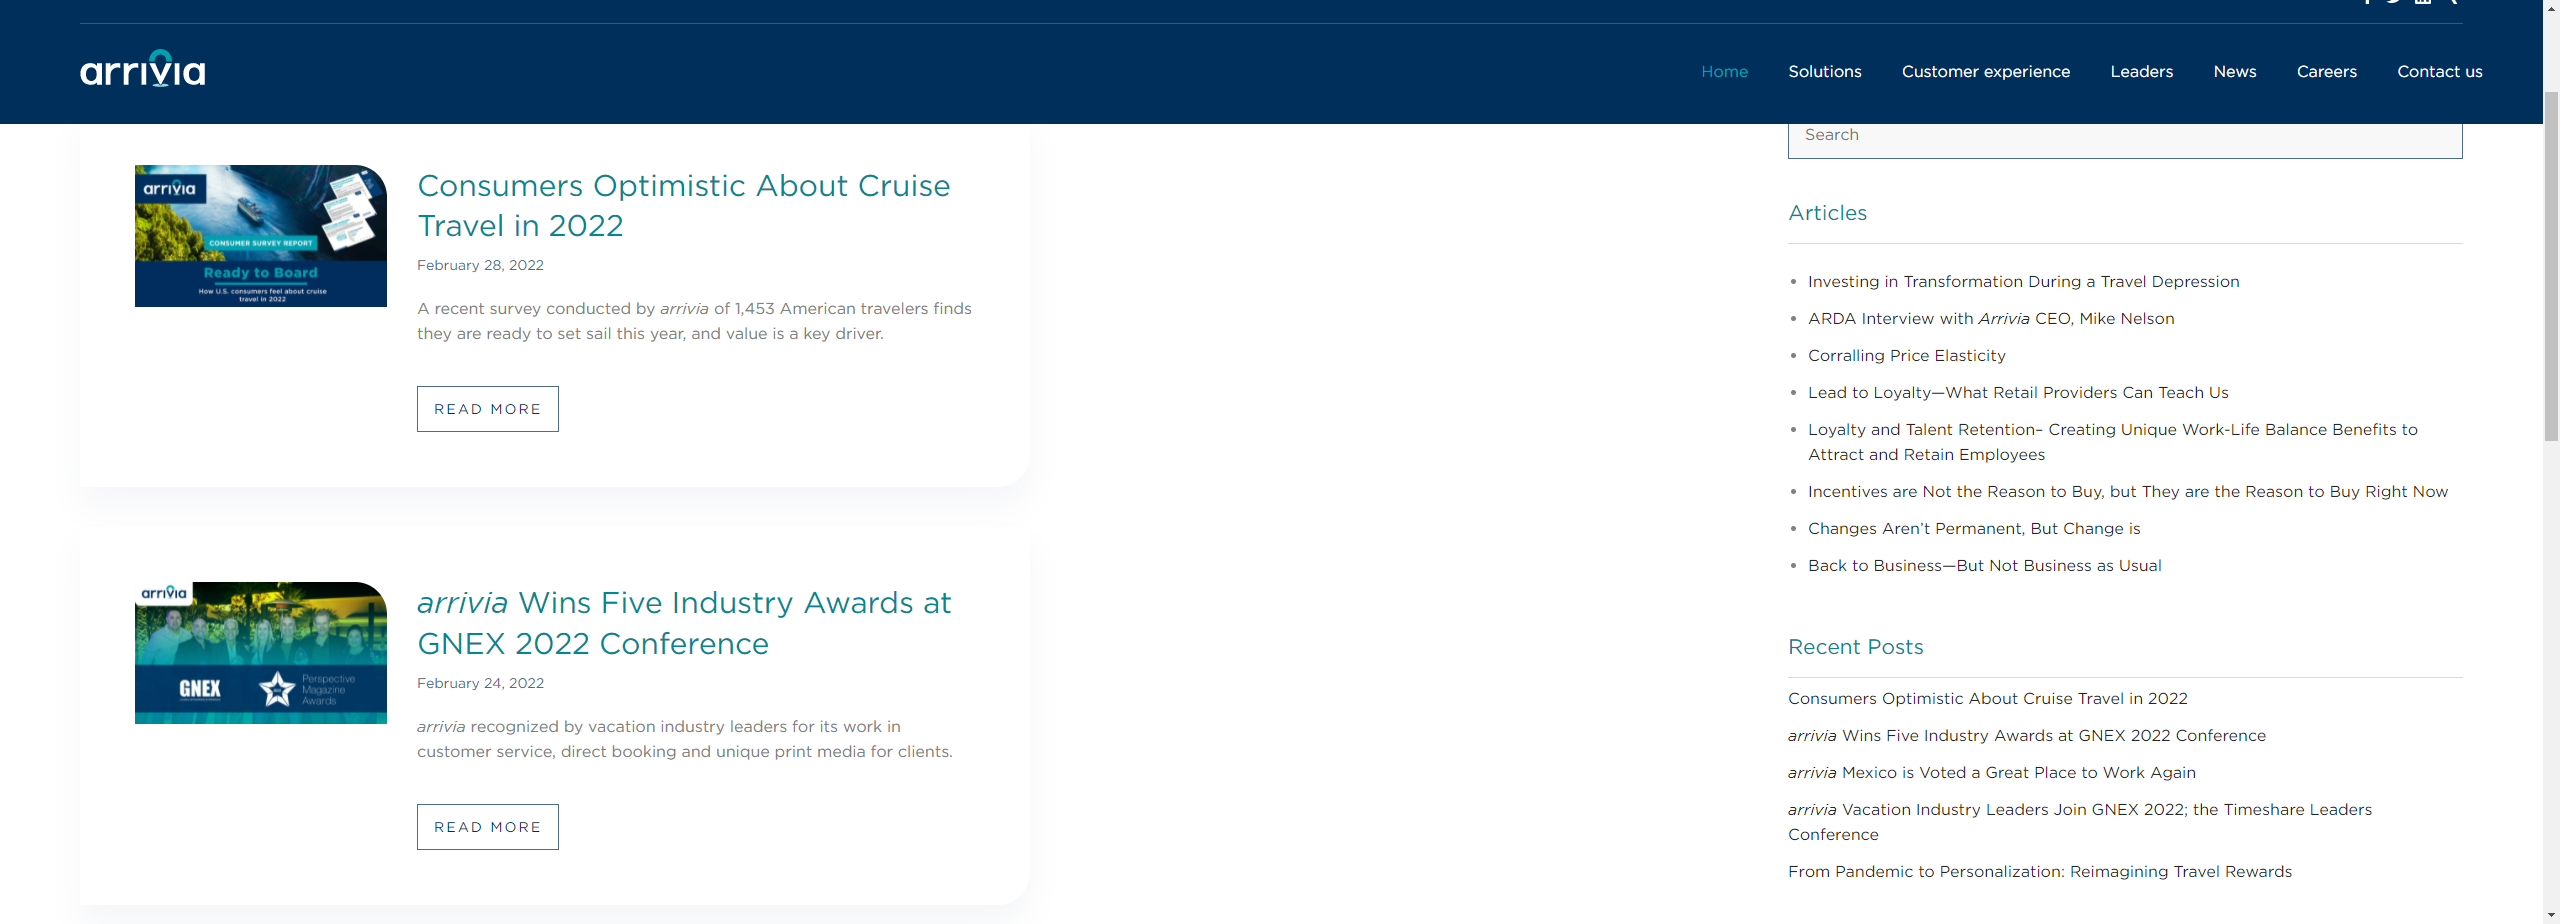 arrivia
Home Solutions Customer experience Leaders News Careers Contact us
arrivia
CONSUMER SURVEY REPORT
Ready to Board
How U.S. consumers feel about cruise
travel in 2022
Consumers Optimistic About Cruise
Travel in 2022
February 28, 2022
A recent survey conducted by arrivia of 1,453 American travelers finds
they are ready to set sail this year, and value is a key driver.
READ MORE
arrivia
GNEX
Perspective
Magazine
Awards
arrivia Wins Five Industry Awards at
GNEX 2022 Conference
February 24, 2022
arrivia recognized by vacation industry leaders for its work in
customer service, direct booking and unique print media for clients.
READ MORE
Search
Articles
• Investing in Transformation During a Travel Depression
• ARDA Interview with Arrivia CEO, Mike Nelson
• Corralling Price Elasticity
• Lead to Loyalty—What Retail Providers Can Teach Us
• Loyalty and Talent Retention– Creating Unique Work-Life Balance Benefits to
Attract and Retain Employees
• Incentives are Not the Reason to Buy, but They are the Reason to Buy Right Now
• Changes Aren’t Permanent, But Change is
• Back to Business—But Not Business as Usual
Recent Posts
Consumers Optimistic About Cruise Travel in 2022
arrivia Wins Five Industry Awards at GNEX 2022 Conference
arrivia Mexico is Voted a Great Place to Work Again
arrivia Vacation Industry Leaders Join GNEX 2022; the Timeshare Leaders
Conference
From Pandemic to Personalization: Reimagining Travel Rewards